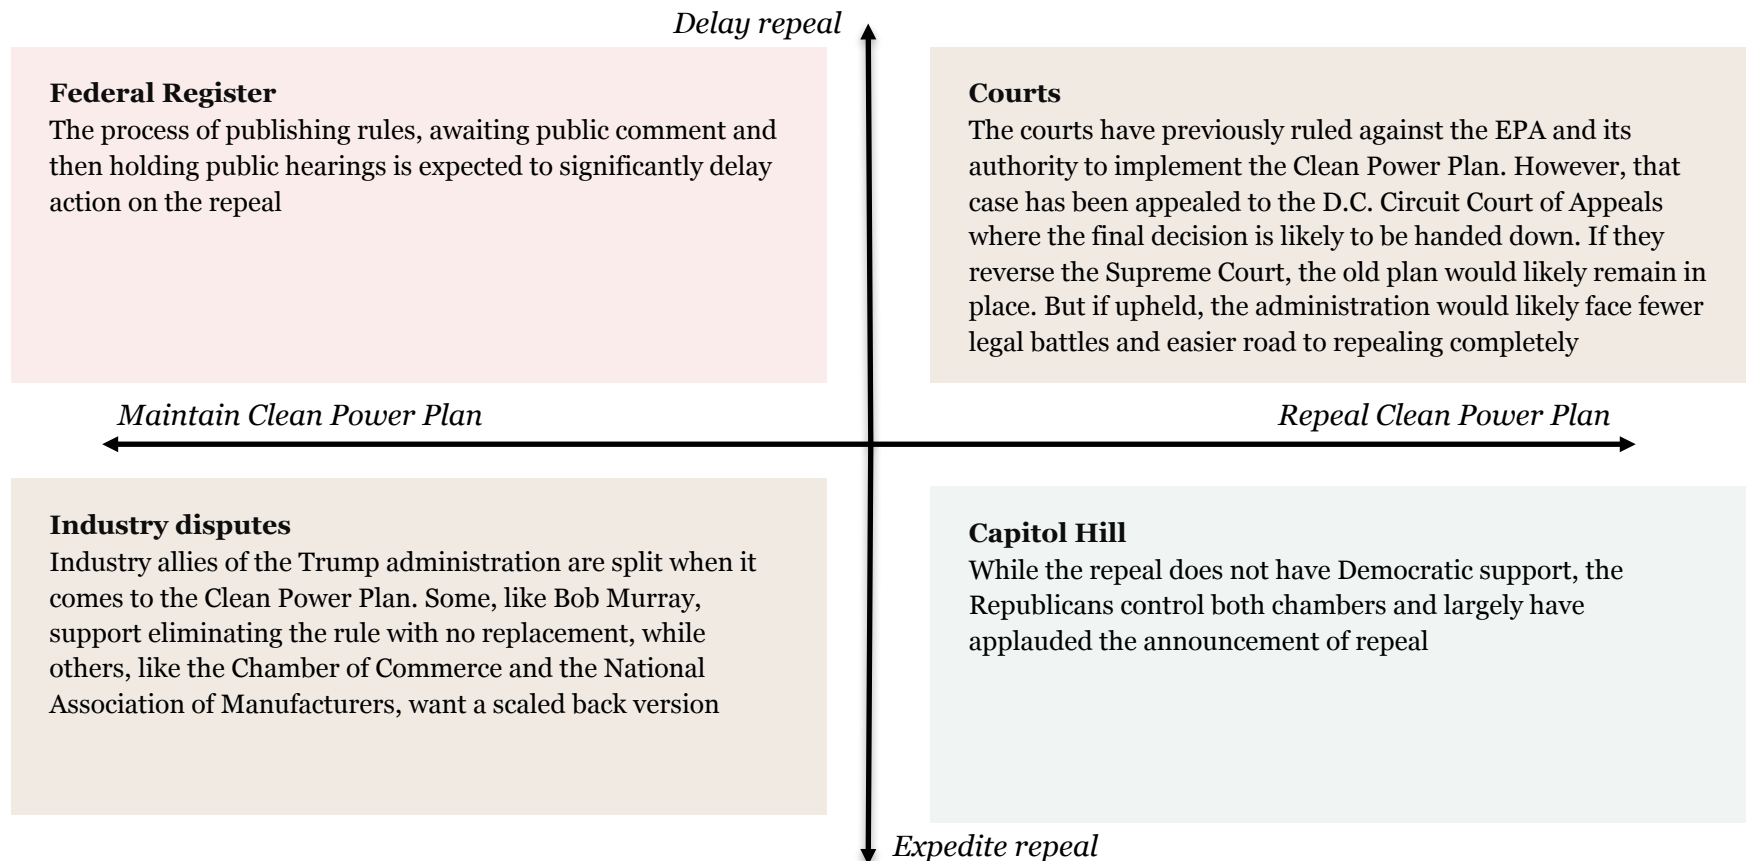 Delay repeal
Federal Register
The process of publishing rules, awaiting public comment and
then holding public hearings is expected to significantly delay
action on the repeal
Courts
The courts have previously ruled against the EPA and its
authority to implement the Clean Power Plan. However, that
case has been appealed to the D.C. Circuit Court of Appeals
where the final decision is likely to be handed down. If they
reverse the Supreme Court, the old plan would likely remain in
place. But if upheld, the administration would likely face fewer
legal battles and easier road to repealing completely
Maintain Clean Power Plan
Repeal Clean Power Plan
Industry disputes
Industry allies of the Trump administration are split when it
comes to the Clean Power Plan. Some, like Bob Murray,
support eliminating the rule with no replacement, while
others, like the Chamber of Commerce and the National
Association of Manufacturers, want a scaled back version
Capitol Hill
While the repeal does not have Democratic support, the
Republicans control both chambers and largely have
applauded the announcement of repeal
Expedite repeal